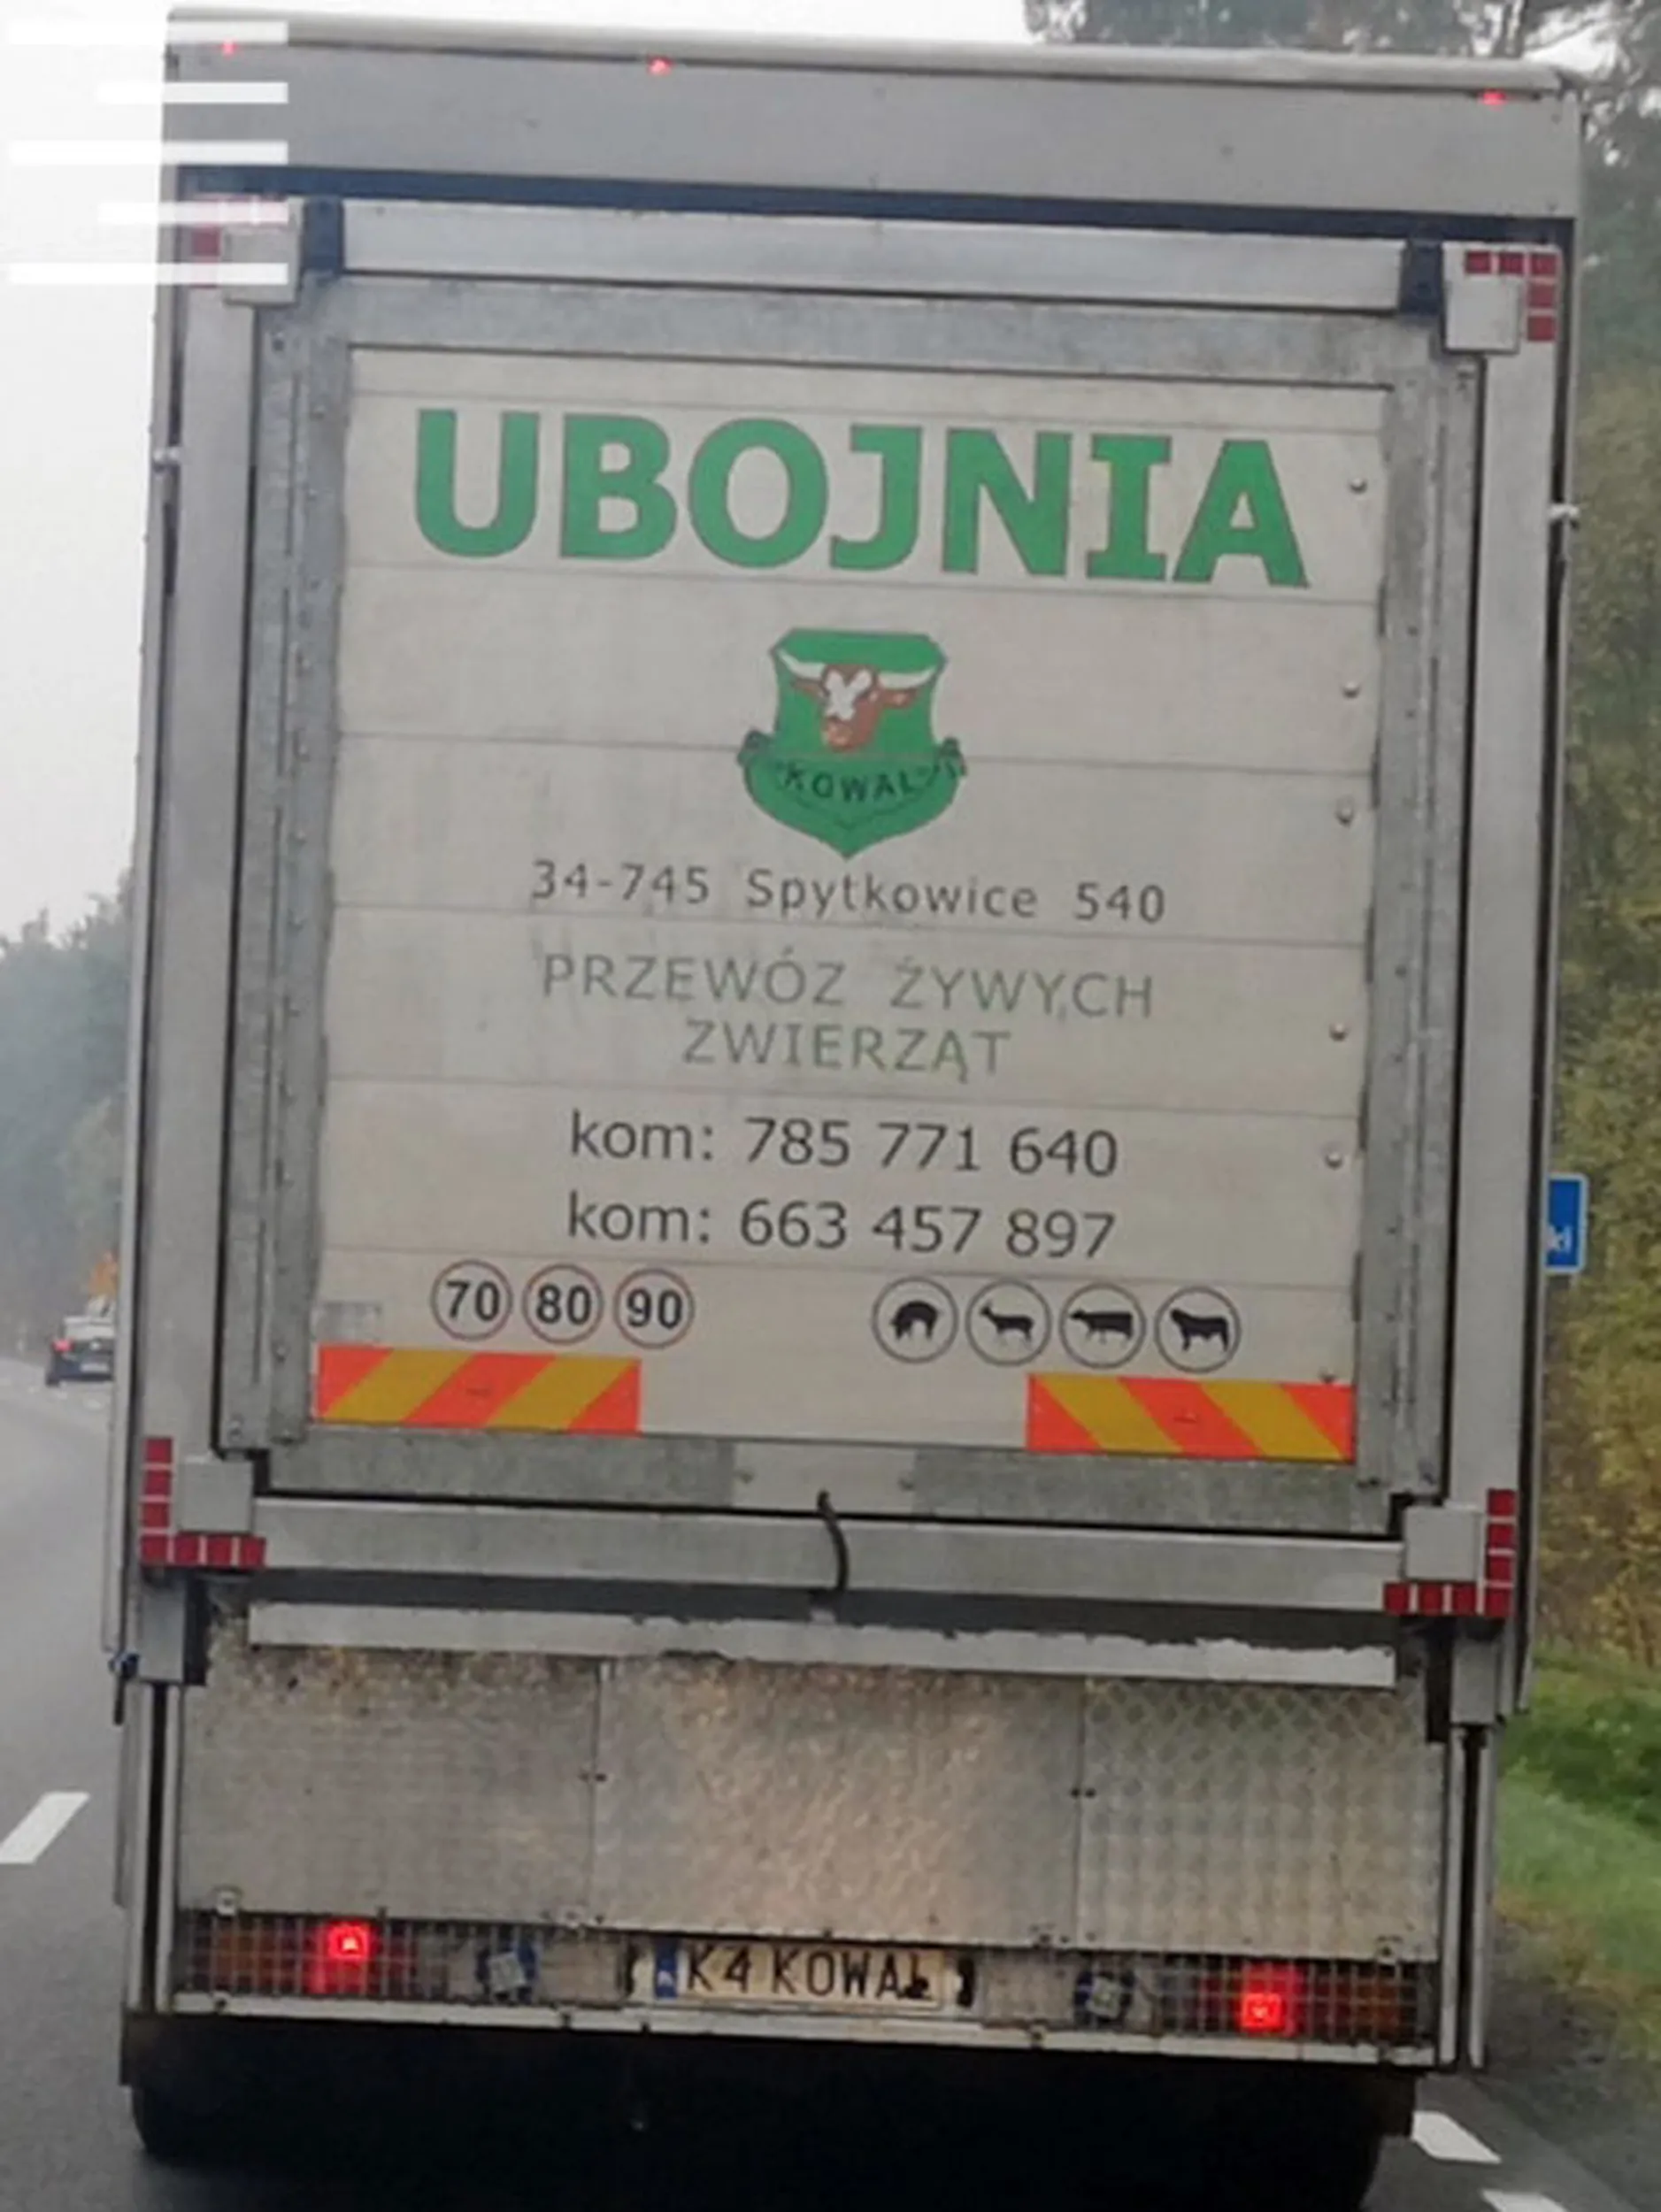 UBOJNIA
KOWAL
34-745 Spytkowice 540
PRZEWÓZ ŻYWYCH
ZWIERZĄT
kom: 785 771 640
kom: 663 457 897
70 80 90
K4 KOWAL